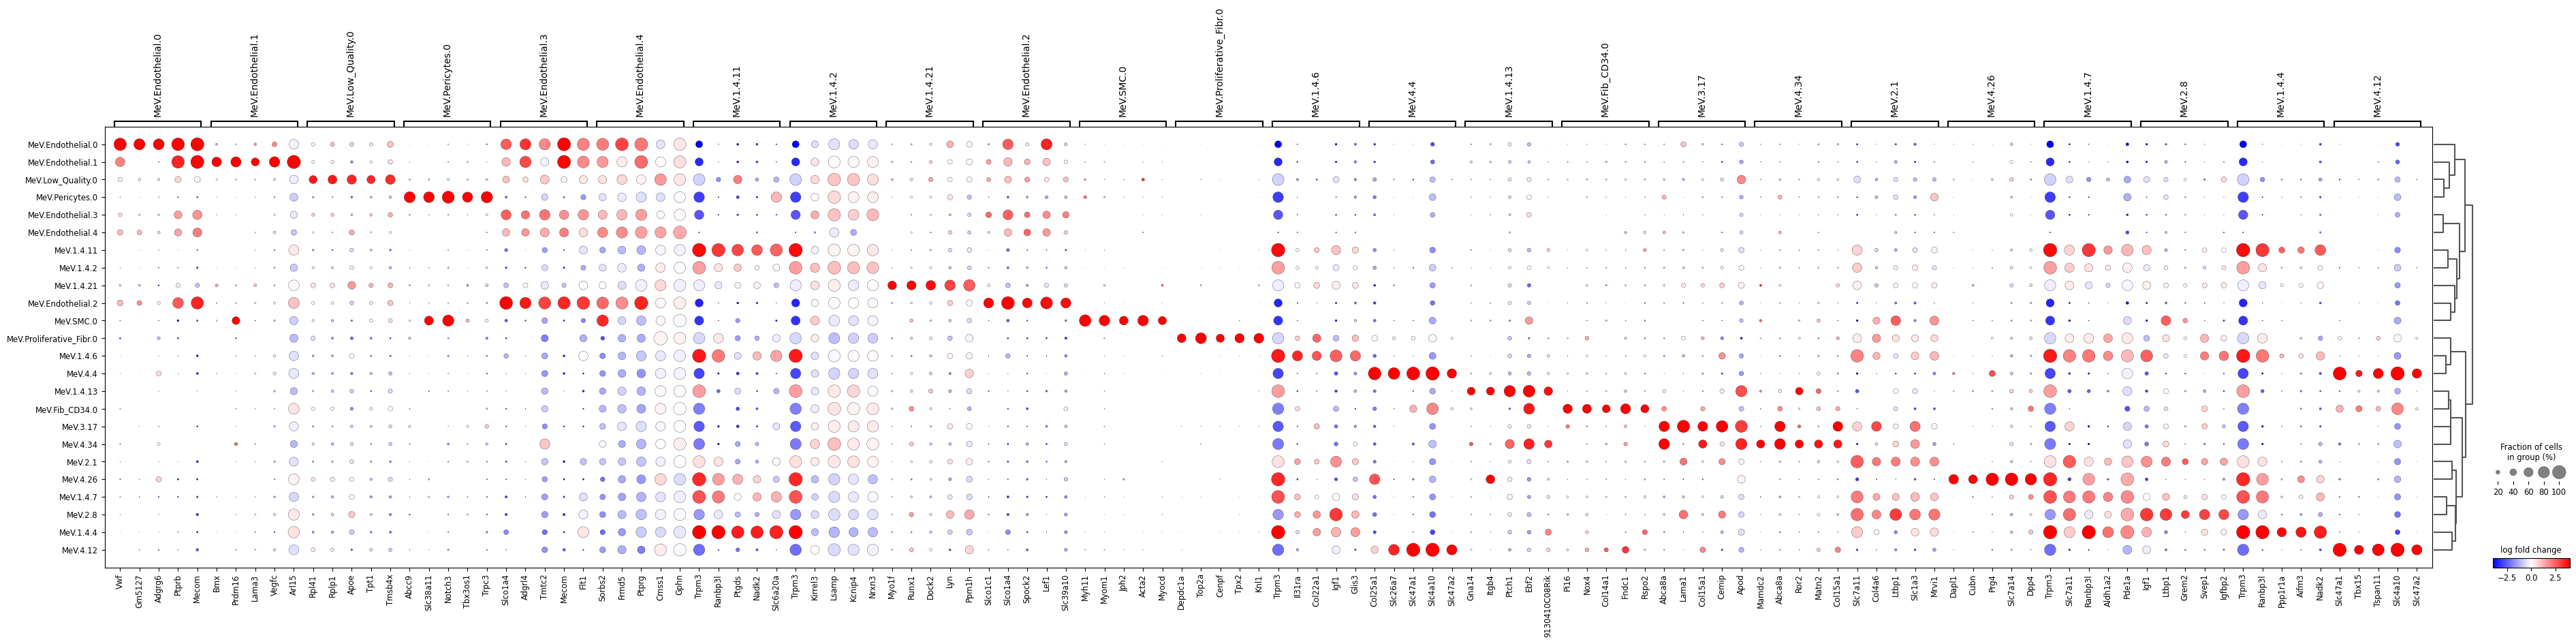 MeV.Endothelial.0
MeV.Endothelial.1
MeV.Low_Quality.0
MeV.Pericytes.0
MeV.Endothelial.3
MeV.Endothelial.4
MeV.1.4.11
MeV.1.4.2
MeV.1.4.21
MeV.Endothelial.2
MeV.SMC.0
MeV.Proliferative_Fibr.0
MeV.1.4.6
MeV.4.4
MeV.1.4.13
MeV.Fib_CD34.0
MeV.3.17
MeV.4.34
MeV.2.1
MeV.4.26
MeV.1.4.7
MeV.2.8
MeV.1.4.4
MeV.4.12
MeV.Endothelial.0
MeV.Endothelial.1
MeV.Low_Quality.0
MeV.Pericytes.0
MeV.Endothelial.3
MeV.Endothelial.4
MeV.1.4.11
MeV.1.4.2
MeV.1.4.21
MeV.Endothelial.2
MeV.SMC.0
MeV.Proliferative_Fibr.0
MeV.1.4.6
MeV.4.4
MeV.1.4.13
MeV.Fib_CD34.0
MeV.3.17
MeV.4.34
MeV.2.1
MeV.4.26
MeV.1.4.7
MeV.2.8
MeV.1.4.4
MeV.4.12
Vwf
Gm5127
Adgrg6
Ptprb
Mecom
Bmx
Prdm16
Lama3
Vegfc
Arl15
Rpl41
Rplp1
Apoe
Tpt1
Tmsb4x
Abcc9
Slc38a11
Notch3
Tbx3os1
Trpc3
Slco1a4
Adgrl4
Tmtc2
Mecom
Flt1
Sorbs2
Frmd5
Ptprg
Cmss1
Gphn
Trpm3
Ranbp3l
Ptgds
Nadk2
Slc6a20a
Trpm3
Kirrel3
Lsamp
Kcnip4
Nrxn3
Myo1f
Runx1
Dock2
Lyn
Ppm1h
Slco1c1
Slco1a4
Spock2
Lef1
Slc39a10
Myh11
Myom1
Jph2
Acta2
Myocd
Depdc1a
Top2a
Cenpf
Tpx2
Knl1
Trpm3
Il31ra
Col22a1
Igf1
Glis3
Col25a1
Slc26a7
Slc47a1
Slc4a10
Slc47a2
Gna14
Itgb4
Ptch1
Ebf2
9130410C08Rik
Pi16
Nox4
Col14a1
Fndc1
Rspo2
Abca8a
Lama1
Col15a1
Cemip
Apod
Mamdc2
Abca8a
Ror2
Matn2
Col15a1
Slc7a11
Col4a6
Ltbp1
Slc1a3
Mrvi1
Dapl1
Cubn
Prg4
Slc7a14
Dpp4
Trpm3
Slc7a11
Ranbp3l
Aldh1a2
Pde1a
Igf1
Ltbp1
Grem2
Svep1
Igfbp2
Trpm3
Ranbp3l
Ppp1r1a
Aifm3
Nadk2
Slc47a1
Tbx15
Tspan11
Slc4a10
Slc47a2
Fraction of cells
in group (%)
20 40 60 80 100
log fold change
−2.5 0.0 2.5